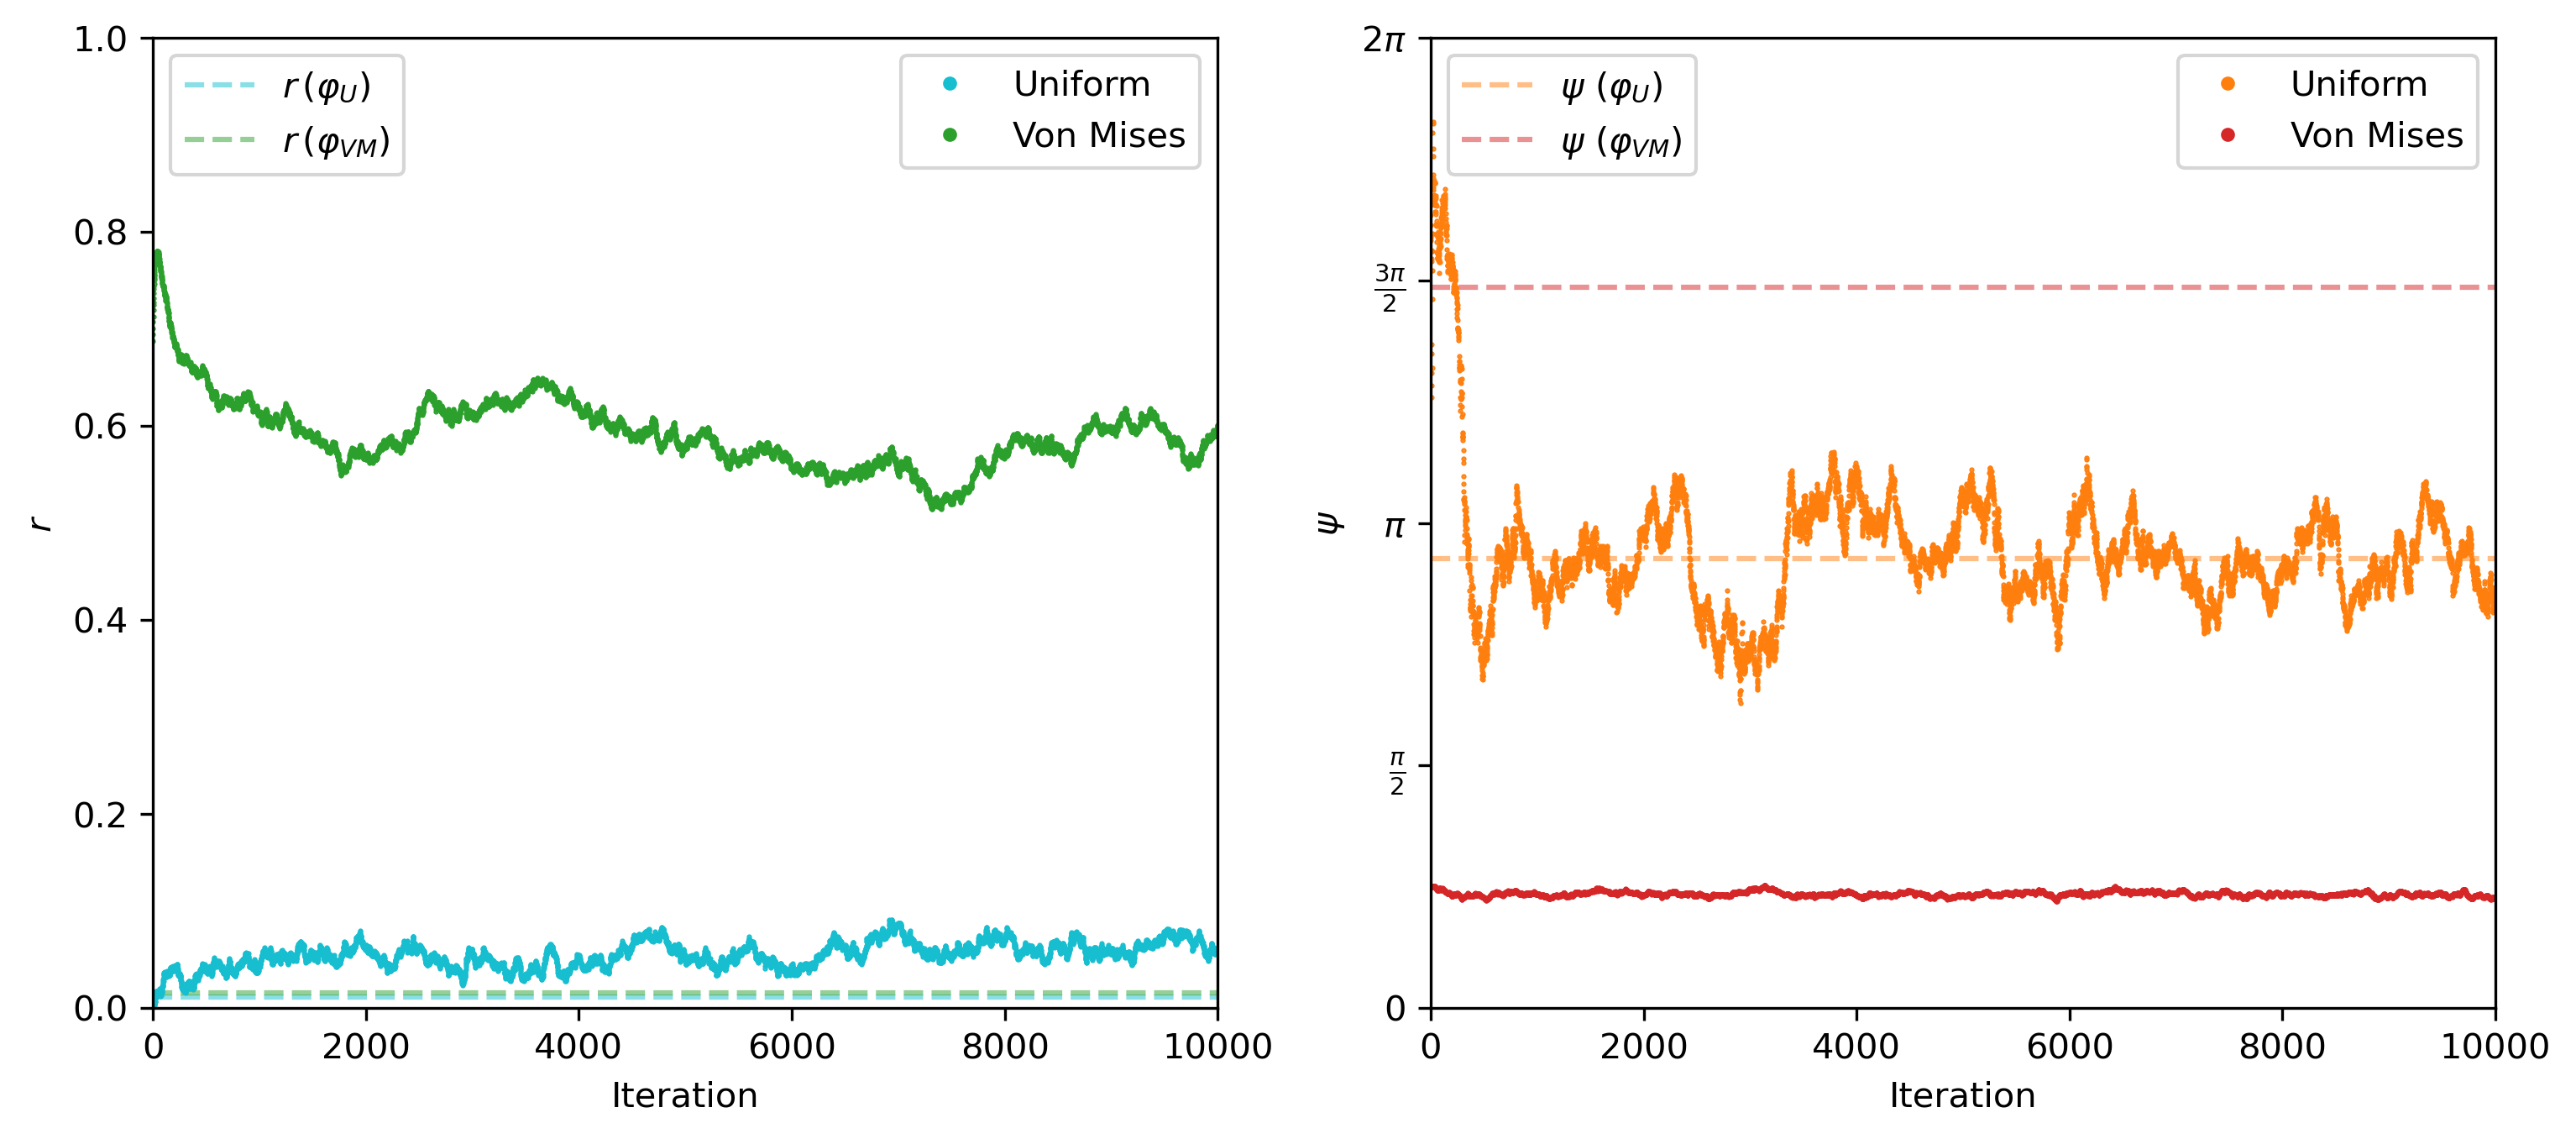 r(φU)
r(φVM)
Uniform
Von Mises
1.0
0.8
0.6
0.4
0.2
0.0
r
0 2000 4000 6000 8000 10000
Iteration
ψ (φU)
ψ (φVM)
Uniform
Von Mises
2π
3π/2
π
π/2
0
ψ
0 2000 4000 6000 8000 10000
Iteration